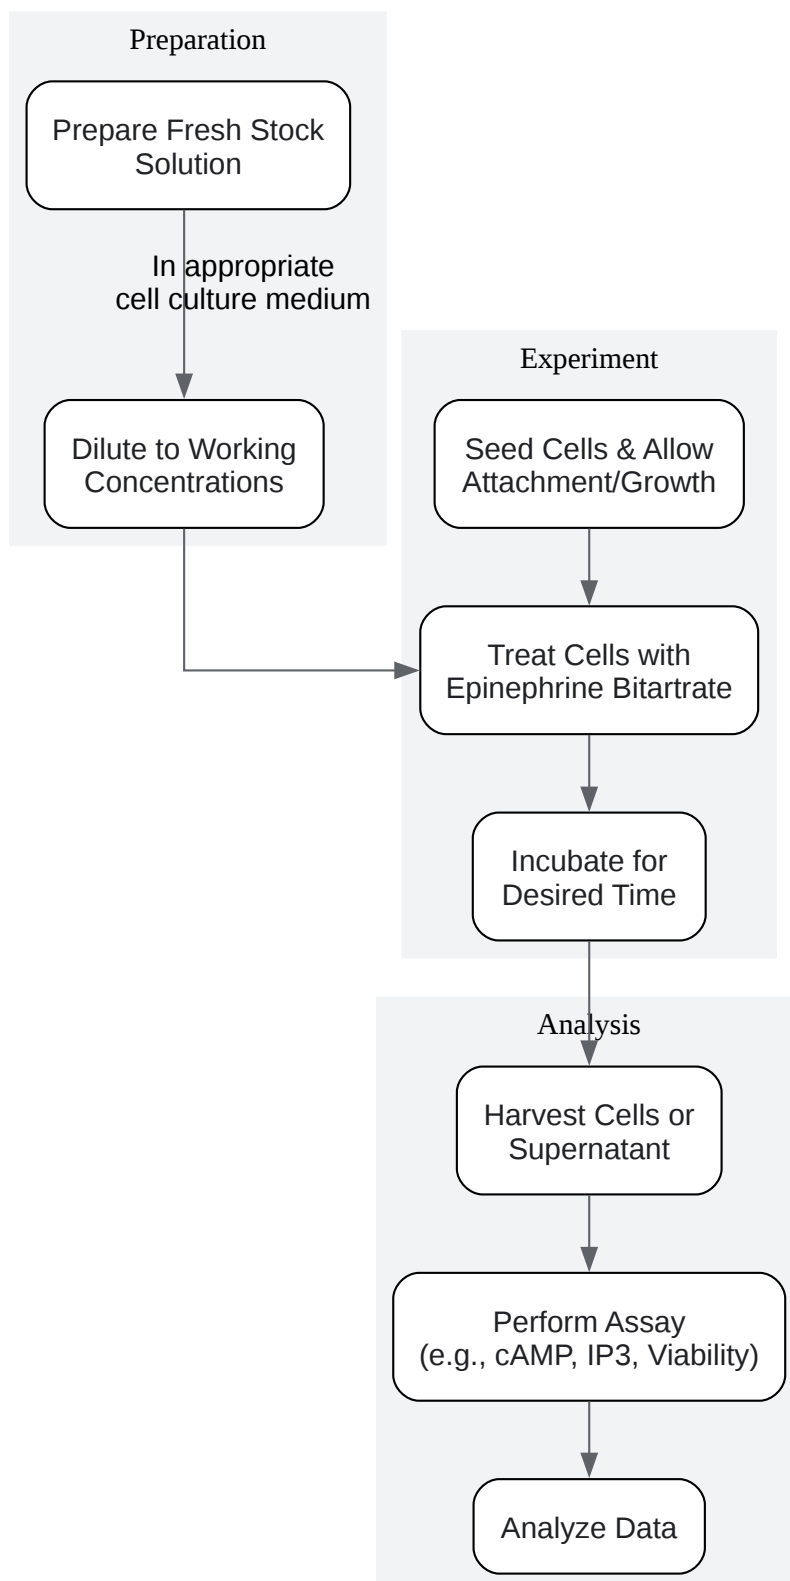 Preparation
Prepare Fresh Stock
Solution
In appropriate
cell culture medium
Dilute to Working
Concentrations
Experiment
Seed Cells & Allow
Attachment/Growth
Treat Cells with
Epinephrine Bitartrate
Incubate for
Desired Time
Analysis
Harvest Cells or
Supernatant
Perform Assay
(e.g., cAMP, IP3, Viability)
Analyze Data